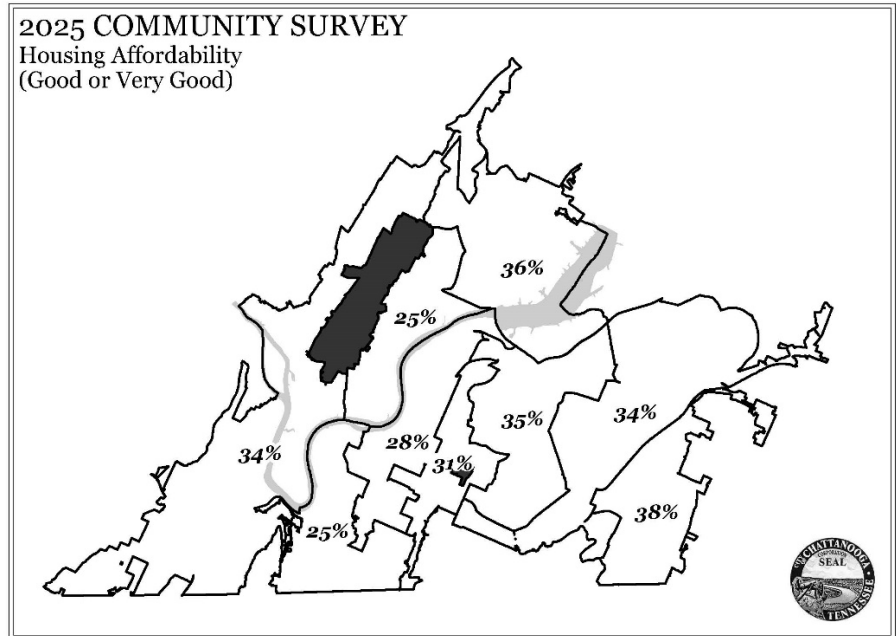 2025 COMMUNITY SURVEY
Housing Affordability
(Good or Very Good)
36%
25%
35%
34%
28%
31%
34%
38%
25%
CHATTANOOGA
CORPORATION
SEAL
TENNESSEE